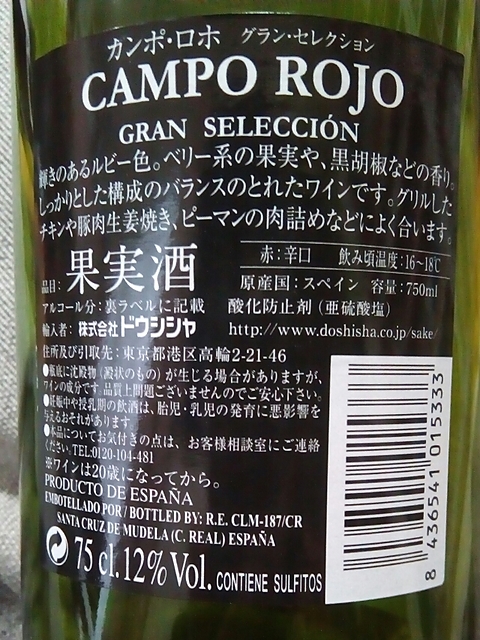 カンポ・ロホ グラン・セレクション
CAMPO ROJO
GRAN SELECCIÓN
輝きのあるルビー色。ベリー系の果実や、黒胡椒などの香り。
しっかりとした構成のバランスのとれたワインです。グリルした
チキンや豚肉生姜焼き、ピーマンの肉詰めなどによく合います。
品目: 果実酒
赤:辛口 飲み頃温度:16~18℃
原産国:スペイン 容量:750ml
アルコール分:裏ラベルに記載 酸化防止剤(亜硫酸塩)
輸入者:株式会社ドウシシャ http://www.doshisha.co.jp/sake/
住所及び引取先:東京都港区高輪2-21-46
●瓶底に沈殿物(澱状のもの)が生じる場合がありますが、
ワインの成分です。品質上問題ございませんのでご安心下さい。
●妊娠中や授乳期の飲酒は、胎児・乳児の発育に悪影響を
与えるおそれがあります。
●本品についてお気付きの点は、お客様相談室にご連絡
ください。TEL:0120-104-481
※ワインは20歳になってから。
PRODUCTO DE ESPAÑA
EMBOTELLADO POR / BOTTLED BY: R.E. CLM-187/CR
SANTA CRUZ DE MUDELA (C. REAL) ESPAÑA
75 cl. 12% Vol. CONTIENE SULFITOS
8 436541 015333